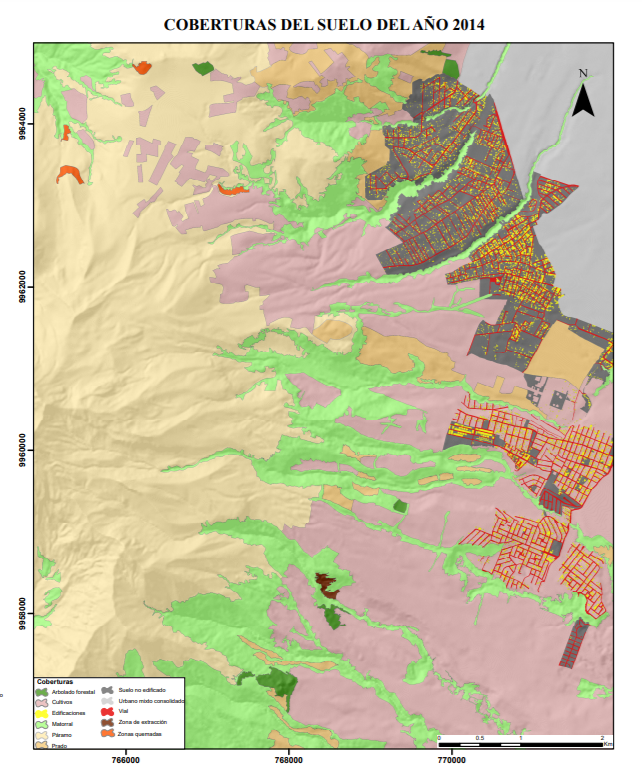 COBERTURAS DEL SUELO DEL AÑO 2014
N
9964000
9962000
9960000
9958000
Coberturas
Arbolado forestal
Cultivos
Edificaciones
Matorral
Páramo
Prado
Suelo no edificado
Urbano mixto consolidado
Vial
Zona de extracción
Zonas quemadas
0 0.5 1 2
Km
766000 768000 770000